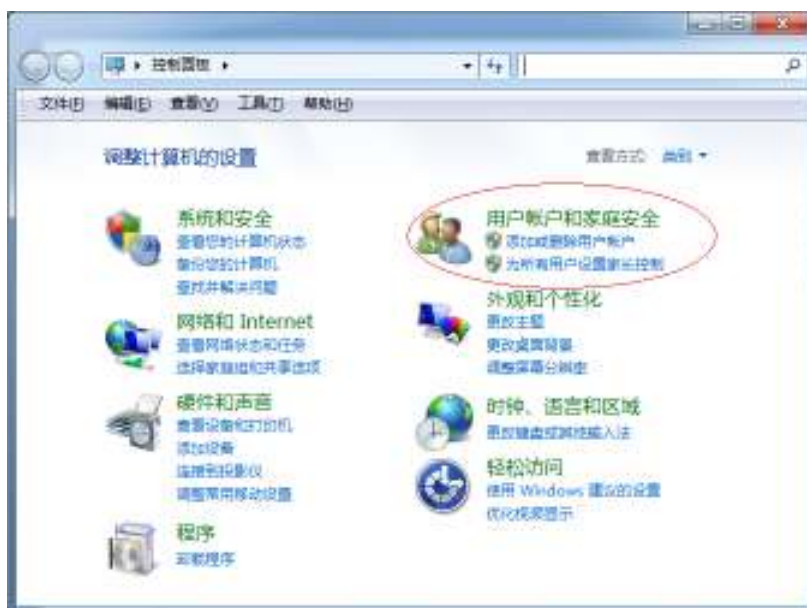 控制面板
文件(F) 编辑(E) 查看(V) 工具(T) 帮助(H)
调整计算机的设置
查看方式: 类别
系统和安全
查看您的计算机状态
备份您的计算机
查找并解决问题
网络和 Internet
查看网络状态和任务
选择家庭组和共享选项
硬件和声音
查看设备和打印机
添加设备
连接到投影仪
调整常用移动设置
程序
卸载程序
用户帐户和家庭安全
添加或删除用户帐户
为所有用户设置家长控制
外观和个性化
更改主题
更改桌面背景
调整屏幕分辨率
时钟、语言和区域
更改键盘或其他输入法
轻松访问
使用 Windows 建议的设置
优化视频显示